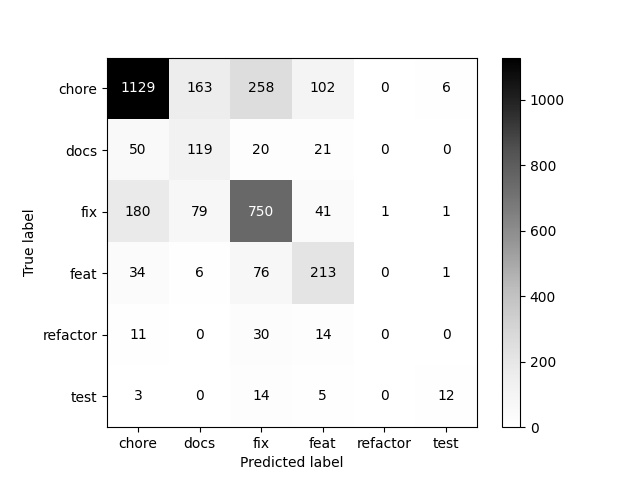 chore 1129 163 258 102 0 6
docs 50 119 20 21 0 0
fix 180 79 750 41 1 1
feat 34 6 76 213 0 1
refactor 11 0 30 14 0 0
test 3 0 14 5 0 12
chore docs fix feat refactor test
Predicted label
True label
1000
800
600
400
200
0